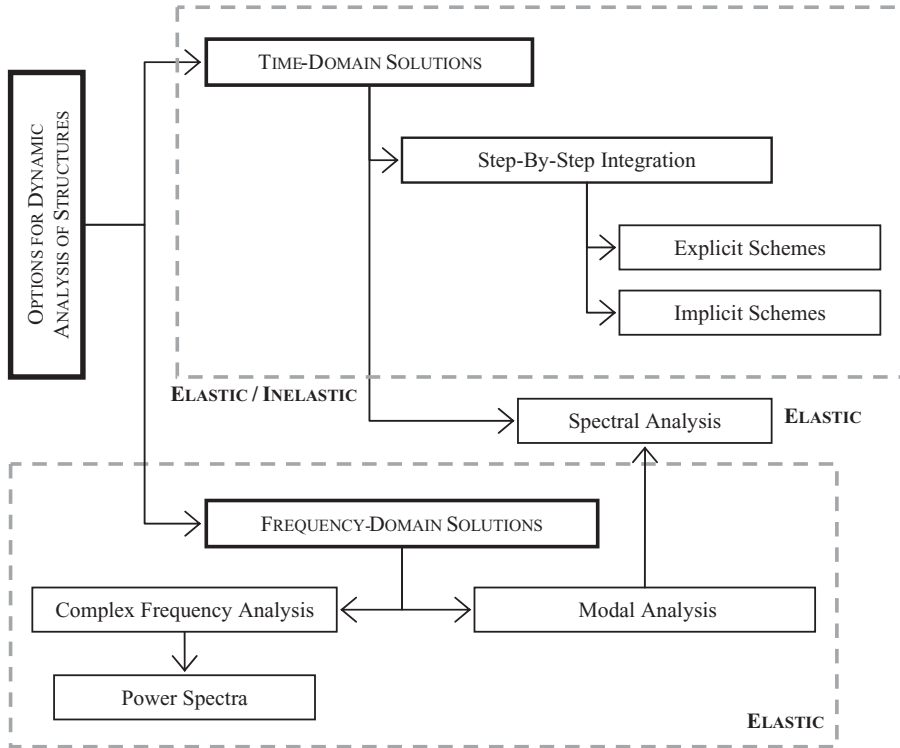 OPTIONS FOR DYNAMIC
ANALYSIS OF STRUCTURES
TIME-DOMAIN SOLUTIONS
Step-By-Step Integration
Explicit Schemes
Implicit Schemes
ELASTIC / INELASTIC
Spectral Analysis
ELASTIC
FREQUENCY-DOMAIN SOLUTIONS
Complex Frequency Analysis
Modal Analysis
Power Spectra
ELASTIC